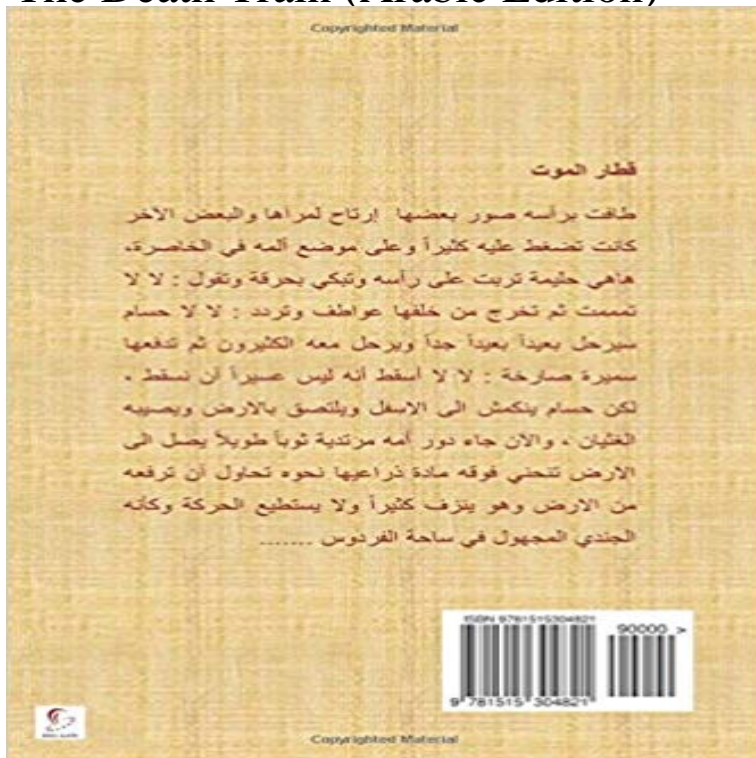 The Death Train (Arabic Edition)
Copyrighted Material
قطار الموت
طافت برأسه صور بعضها إرتاح لمرآها والبعض الآخر
كانت تضغط عليه كثيراً وعلى موضع ألمه في الخاصرة،
هاهي حليمة تربت على رأسه وتبكي بحرقة وتقول : لا لا
تمت ثم تخرج من خلفها عواطف وتردد : لا لا حسام
سيرحل بعيداً بعيداً جداً ويرحل معه الكثيرون ثم تدفعها
سميرة صارخة : لا لا أسقط أنه ليس عسيراً أن نسقط .
لكن حسام ينكمش الى الاسفل ويلتصق بالارض ويصيبه
الغثيان ، والآن جاء دور أمه مرتدية ثوباً طويلاً يصل الى
الارض تنحني فوقه مادة ذراعيها نحوه تحاول أن ترفعه
من الارض وهو ينزف كثيراً ولا يستطيع الحركة وكأنه
الجندي المجهول في ساحة الفردوس .......
ISBN 9781515304821
90000 >
9 781515 304821
Copyrighted Material